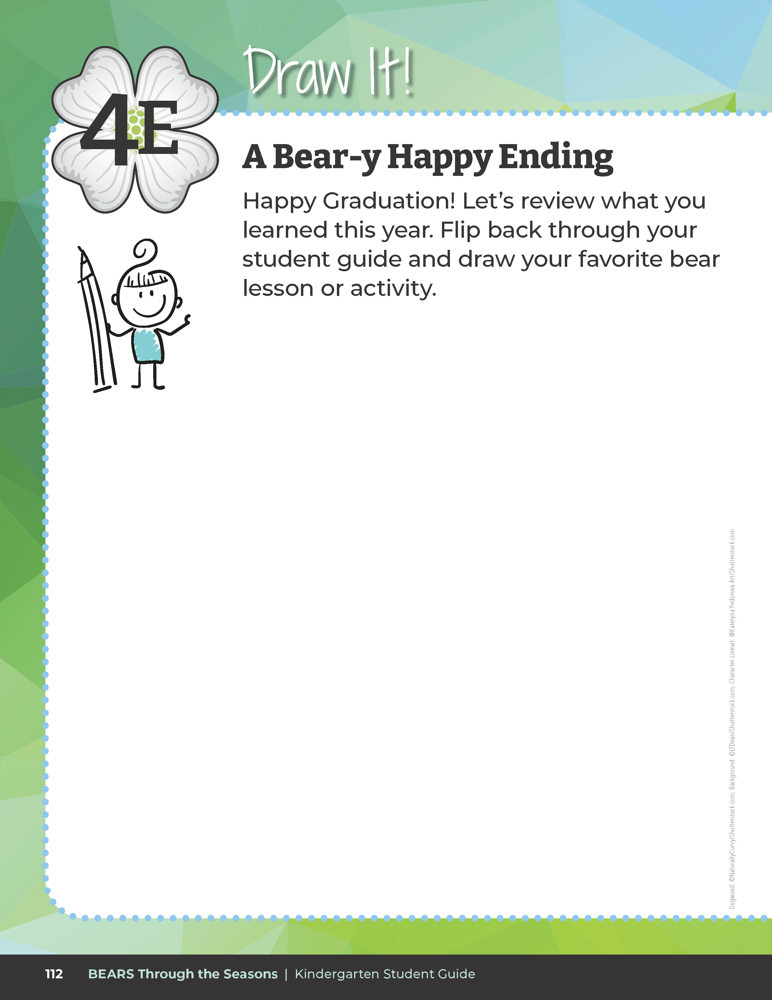 Draw It!
4E
A Bear-y Happy Ending
Happy Graduation! Let’s review what you
learned this year. Flip back through your
student guide and draw your favorite bear
lesson or activity.
Dogwood: ©NaturallyCurvy/Shutterstock.com; Background: ©LTDean/Shutterstock.com; Character Lineart: @Kateryna Fedorova Art/Shutterstock.com
112 BEARS Through the Seasons | Kindergarten Student Guide